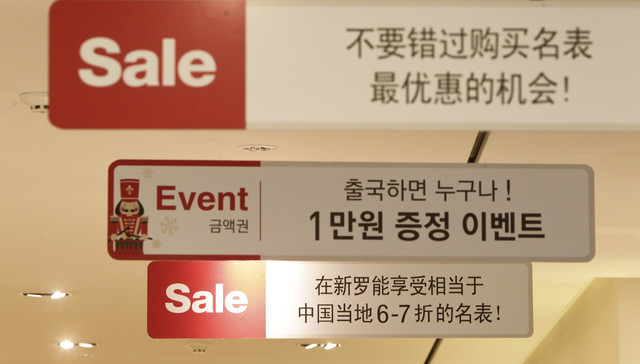 Sale
不要错过购买名表
最优惠的机会!
Event
금액권
출국하면 누구나!
1만원 증정 이벤트
Sale
在新罗能享受相当于
中国当地6-7折的名表!